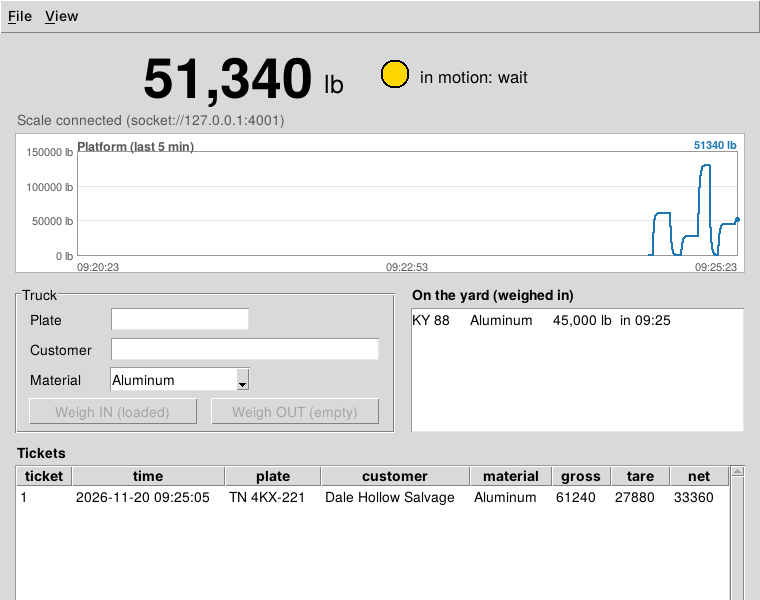 File View
51,340 lb in motion: wait
Scale connected (socket://127.0.0.1:4001)
Platform (last 5 min) 51340 lb
150000 lb
100000 lb
50000 lb
0 lb
09:20:23 09:22:53 09:25:23
Truck
Plate
Customer
Material Aluminum
Weigh IN (loaded) Weigh OUT (empty)
On the yard (weighed in)
KY 88 Aluminum 45,000 lb in 09:25
Tickets
ticket time plate customer material gross tare net
1 2026-11-20 09:25:05 TN 4KX-221 Dale Hollow Salvage Aluminum 61240 27880 33360